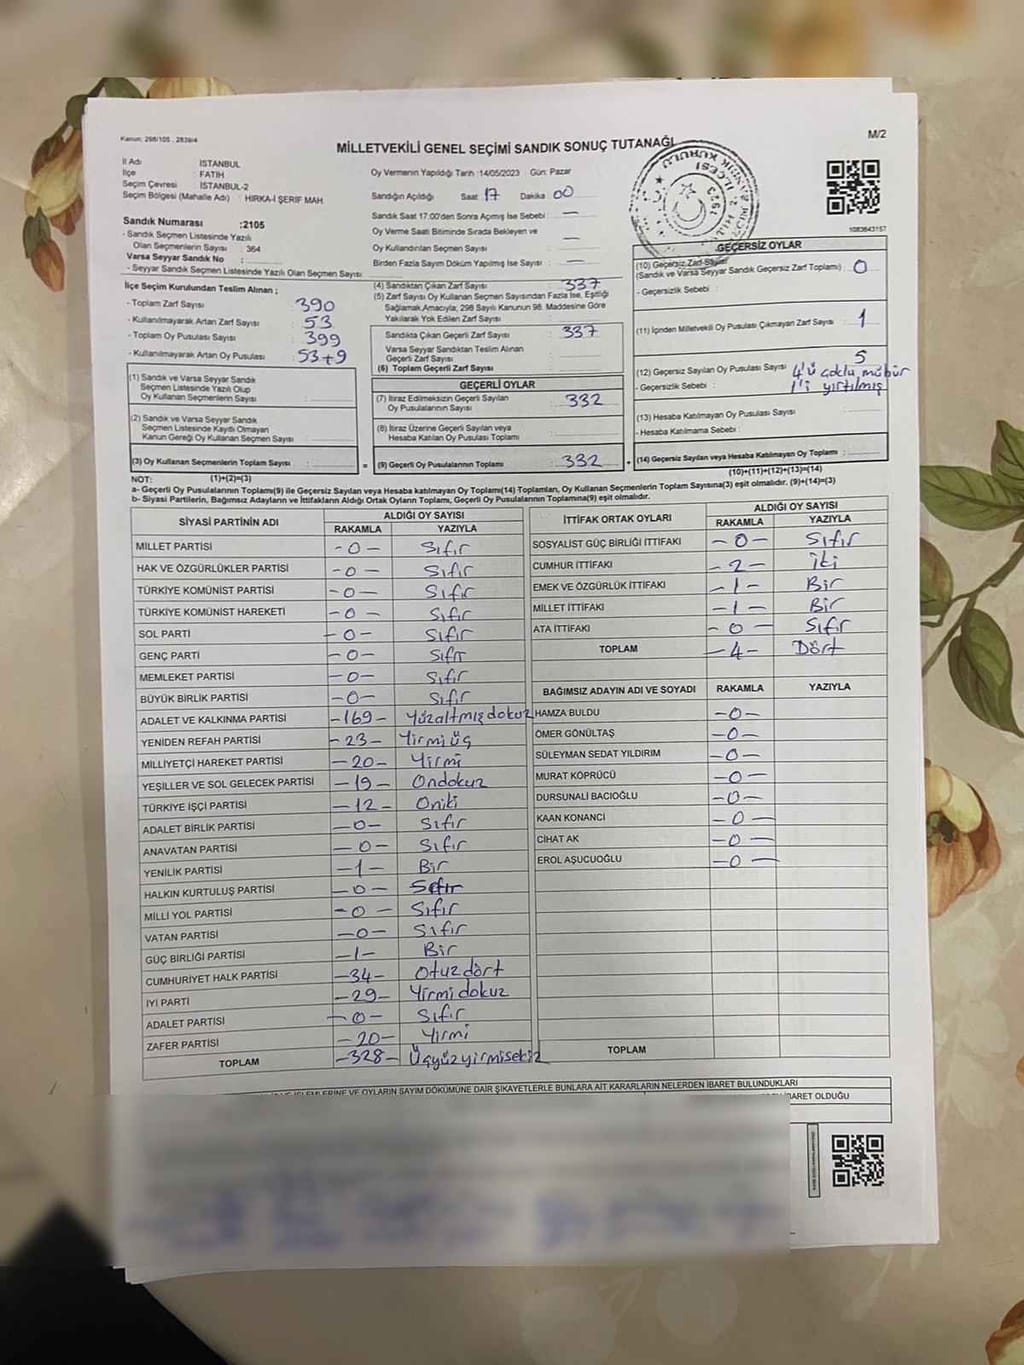 Kanun: 298/105 , 2839/4
M/2
MİLLETVEKİLİ GENEL SEÇİMİ SANDIK SONUÇ TUTANAĞI
İl Adı İSTANBUL
İlçe FATİH
Seçim Çevresi İSTANBUL-2
Seçim Bölgesi (Mahalle Adı) : HIRKA-İ ŞERİF MAH
Sandık Numarası :2105
- Sandık Seçmen Listesinde Yazılı
Olan Seçmenlerin Sayısı : 364
Varsa Seyyar Sandık No :
- Seyyar Sandık Seçmen Listesinde Yazılı Olan Seçmen Sayısı
Oy Vermenin Yapıldığı Tarih :14/05/2023 Gün: Pazar
Sandığın Açıldığı Saat 17 Dakika 00
Sandık Saat 17:00'den Sonra Açımış İse Sebebi : —
Oy Verme Saati Bitiminde Sırada Bekleyen ve
Oy Kullandırılan Seçmen Sayısı : —
Birden Fazla Sayım Döküm Yapılmış İse Sayısı : —
1083643157
İlçe Seçim Kurulundan Teslim Alınan ;
- Toplam Zarf Sayısı : 390
- Kullanılmayarak Artan Zarf Sayısı : 53
- Toplam Oy Pusulası Sayısı : 399
- Kullanılmayarak Artan Oy Pusulası : 53+9
(1) Sandık ve Varsa Seyyar Sandık
Seçmen Listesinde Yazılı Olup
Oy Kullanan Seçmenlerin Sayısı
(2) Sandık ve Varsa Seyyar Sandık
Seçmen Listesinde Kayıtlı Olmayan
Kanun Gereği Oy Kullanan Seçmen Sayısı
(3) Oy Kullanan Seçmenlerin Toplam Sayısı :
(1)+(2)=(3)
(4) Sandıktan Çıkan Zarf Sayısı : 337
(5) Zarf Sayısı Oy Kullanan Seçmen Sayısından Fazla İse, Eşitliği
Sağlamak Amacıyla; 298 Sayılı Kanunun 98. Maddesine Göre
Yakılarak Yok Edilen Zarf Sayısı
Sandıkta Çıkan Geçerli Zarf Sayısı : 337
Varsa Seyyar Sandıktan Teslim Alınan
Geçerli Zarf Sayısı
(6) Toplam Geçerli Zarf Sayısı :
GEÇERLİ OYLAR
(7) İtiraz Edilmeksizin Geçerli Sayılan
Oy Pusulalarının Sayısı : 332
(8) İtiraz Üzerine Geçerli Sayılan veya
Hesaba Katılan Oy Pusulası Toplamı
= (9) Geçerli Oy Pusulalarının Toplamı : 332
GEÇERSİZ OYLAR
(10) Geçersiz Zarf Sayısı : 0
(Sandık ve Varsa Seyyar Sandık Geçersiz Zarf Toplamı)
- Geçersizlik Sebebi :
(11) İçinden Milletvekil Oy Pusulası Çıkmayan Zarf Sayısı : 1
(12) Geçersiz Sayılan Oy Pusulası Sayısı : 5
4'ü çoklu mühür
- Geçersizlik Sebebi : 1'i yırtılmış
(13) Hesaba Katılmayan Oy Pusulası Sayısı :
- Hesaba Katılmama Sebebi :
+ (14) Geçersiz Sayılan veya Hesaba Katılmayan Oy Toplamı :
(10)+(11)+(12)+(13)=(14)
NOT:
a- Geçerli Oy Pusulaları Toplamı(9) ile Geçersiz Sayılan veya Hesaba katılmayan Oy Toplamı(14) Toplamları, Oy Kullanan Seçmenlerin Toplam Sayısına(3) eşit olmalıdır. (9)+(14)=(3)
b- Siyasi Partilerin, Bağımsız Adayların ve İttifakların Aldığı Ortak Oyların Toplamı, Geçerli Oy Pusulalarının Toplamına(9) eşit olmalıdır.
SİYASİ PARTİNİN ADI ALDIĞI OY SAYISI
RAKAMLA YAZIYLA
MİLLET PARTİSİ -0- Sıfır
HAK VE ÖZGÜRLÜKLER PARTİSİ -0- Sıfır
TÜRKİYE KOMÜNİST PARTİSİ -0- Sıfır
TÜRKİYE KOMÜNİST HAREKETİ -0- Sıfır
SOL PARTİ -0- Sıfır
GENÇ PARTİ -0- Sıfır
MEMLEKET PARTİSİ -0- Sıfır
BÜYÜK BİRLİK PARTİSİ -0- Sıfır
ADALET VE KALKINMA PARTİSİ -169- Yüzaltmışdokuz
YENİDEN REFAH PARTİSİ -23- Yirmi üç
MİLLİYETÇİ HAREKET PARTİSİ -20- Yirmi
YEŞİLLER VE SOL GELECEK PARTİSİ -19- Ondokuz
TÜRKİYE İŞÇİ PARTİSİ -12- Oniki
ADALET BİRLİK PARTİSİ -0- Sıfır
ANAVATAN PARTİSİ -0- Sıfır
YENİLİK PARTİSİ -1- Bir
HALKIN KURTULUŞ PARTİSİ -0- Sıfır
MİLLİ YOL PARTİSİ -0- Sıfır
VATAN PARTİSİ -0- Sıfır
GÜÇ BİRLİĞİ PARTİSİ -1- Bir
CUMHURİYET HALK PARTİSİ -34- Otuz dört
İYİ PARTİ -29- Yirmi dokuz
ADALET PARTİSİ -0- Sıfır
ZAFER PARTİSİ -20- Yirmi
TOPLAM -328- Üçyüzyirmisekiz
İTTİFAK ORTAK OYLARI ALDIĞI OY SAYISI
RAKAMLA YAZIYLA
SOSYALİST GÜÇ BİRLİĞİ İTTİFAKI -0- Sıfır
CUMHUR İTTİFAKI -2- İki
EMEK VE ÖZGÜRLÜK İTTİFAKI -1- Bir
MİLLET İTTİFAKI -1- Bir
ATA İTTİFAKI -0- Sıfır
TOPLAM -4- Dört
BAĞIMSIZ ADAYIN ADI VE SOYADI RAKAMLA YAZIYLA
HAMZA BULDU -0-
ÖMER GÖNÜLTAŞ -0-
SÜLEYMAN SEDAT YILDIRIM -0-
MURAT KÖPRÜCÜ -0-
DURSUNALİ BACIOĞLU -0-
KAAN KONANCİ -0-
CİHAT AK -0-
EROL AŞUCUOĞLU -0-
TOPLAM
İŞLEMLERİNE VE OYLARIN SAYIM DÖKÜMÜNE DAİR ŞİKAYETLERLE BUNLARA AİT KARARLARIN NELERDEN İBARET BULUNDUKLARI
İBARET OLDUĞU